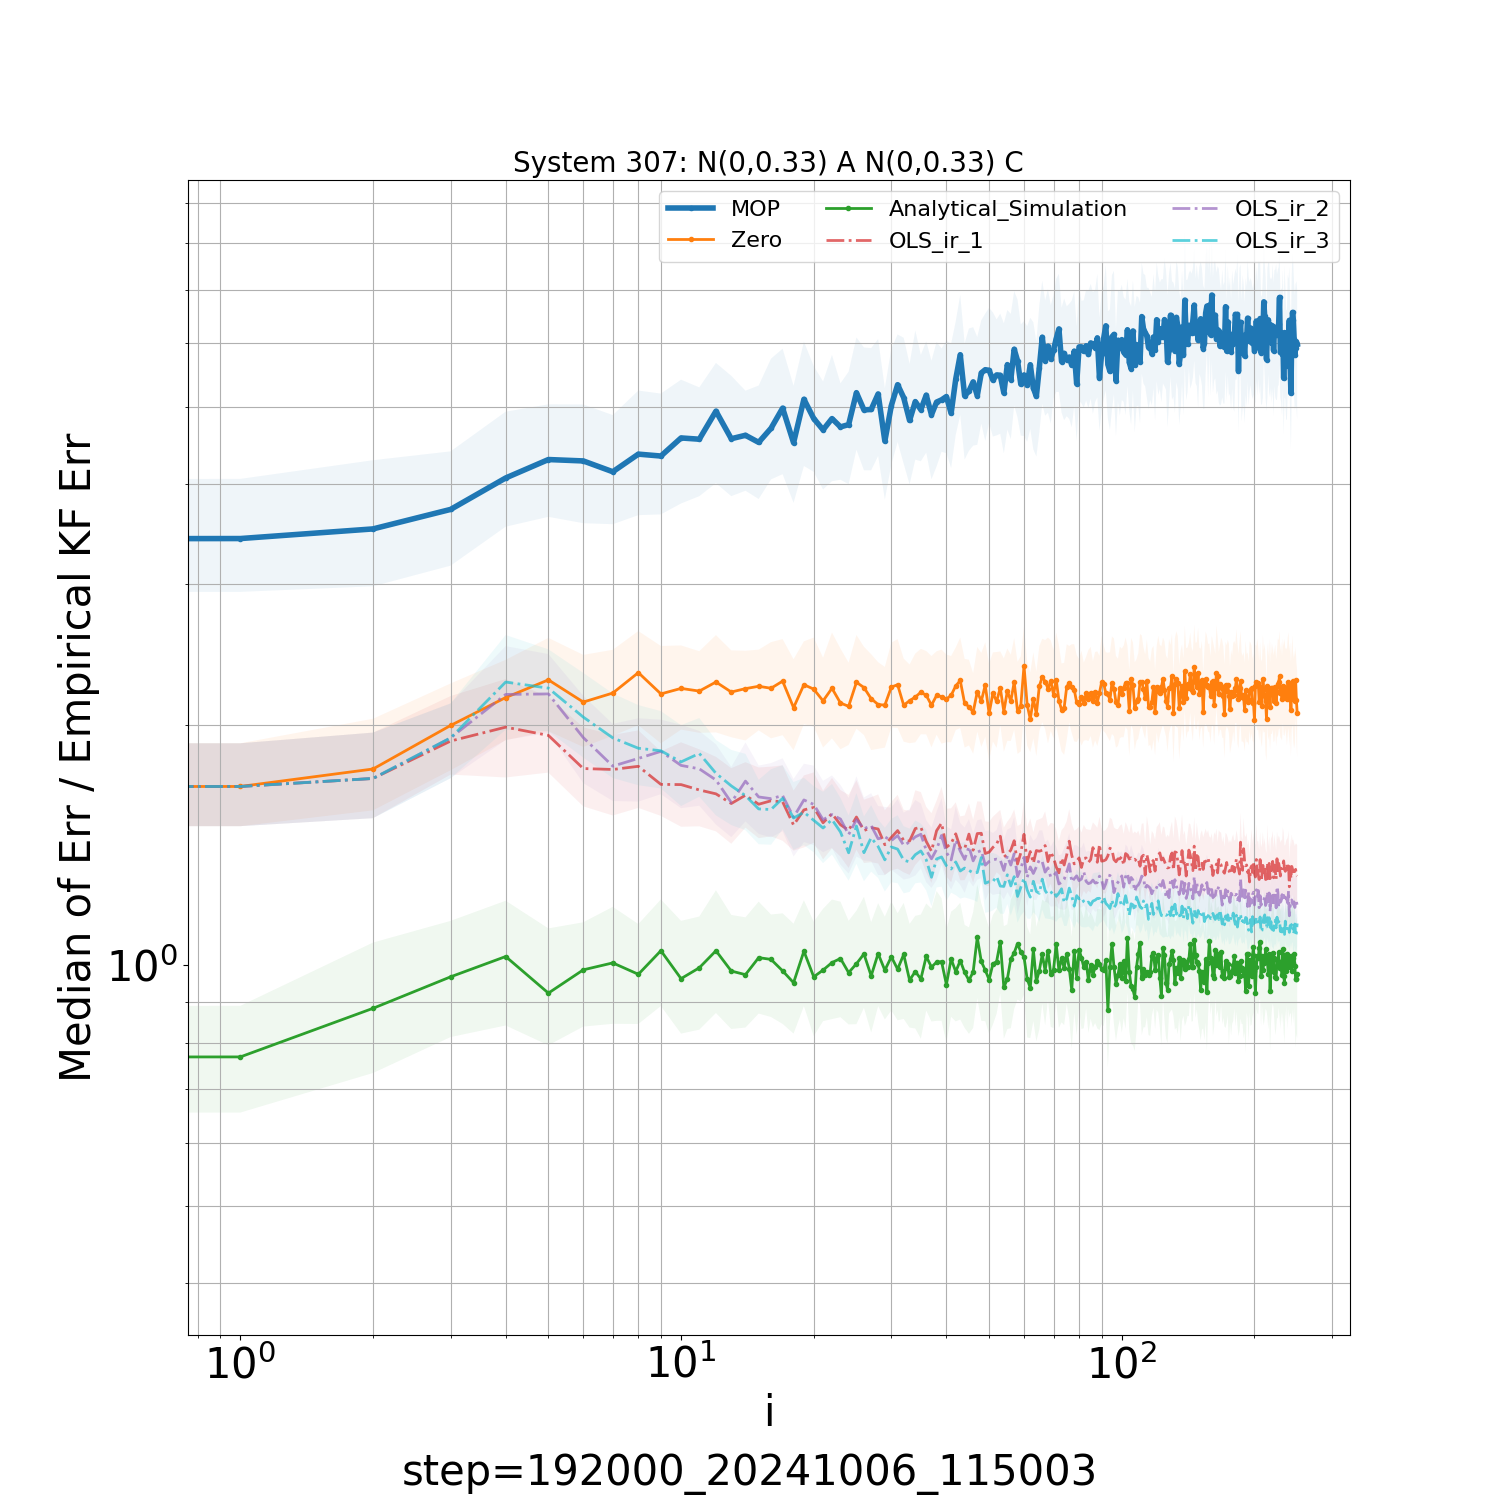 System 307: N(0,0.33) A N(0,0.33) C
MOP
Zero
Analytical_Simulation
OLS_ir_1
OLS_ir_2
OLS_ir_3
Median of Err / Empirical KF Err
10⁰
10⁰ 10¹ 10²
i
step=192000_20241006_115003